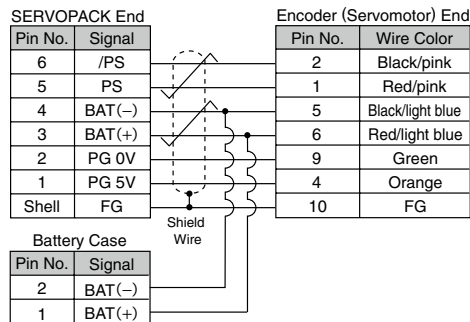 SERVOPACK End
Encoder (Servomotor) End
Pin No. Signal
Pin No. Wire Color
6 /PS
2 Black/pink
5 PS
1 Red/pink
4 BAT(−)
5 Black/light blue
3 BAT(+)
6 Red/light blue
2 PG 0V
9 Green
1 PG 5V
4 Orange
Shell FG
10 FG
Shield
Wire
Battery Case
Pin No. Signal
2 BAT(−)
1 BAT(+)